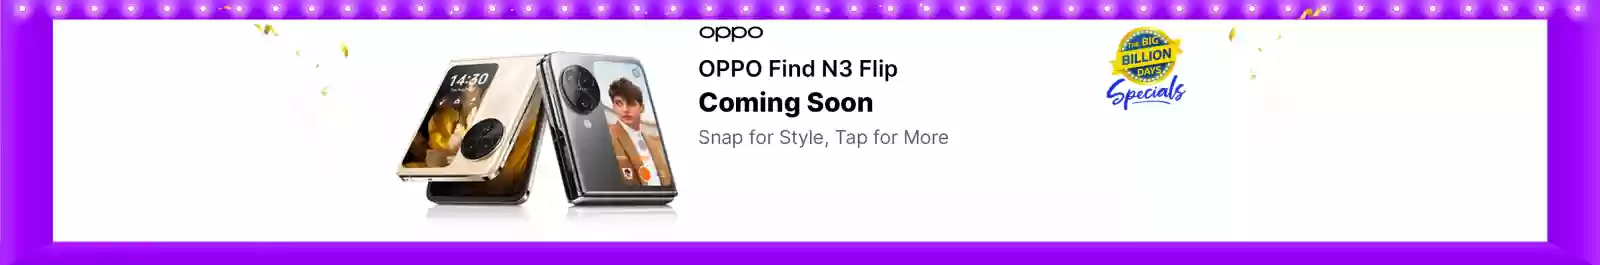 oppo
OPPO Find N3 Flip
Coming Soon
Snap for Style, Tap for More
14:30
THE BIG
BILLION
DAYS
Specials